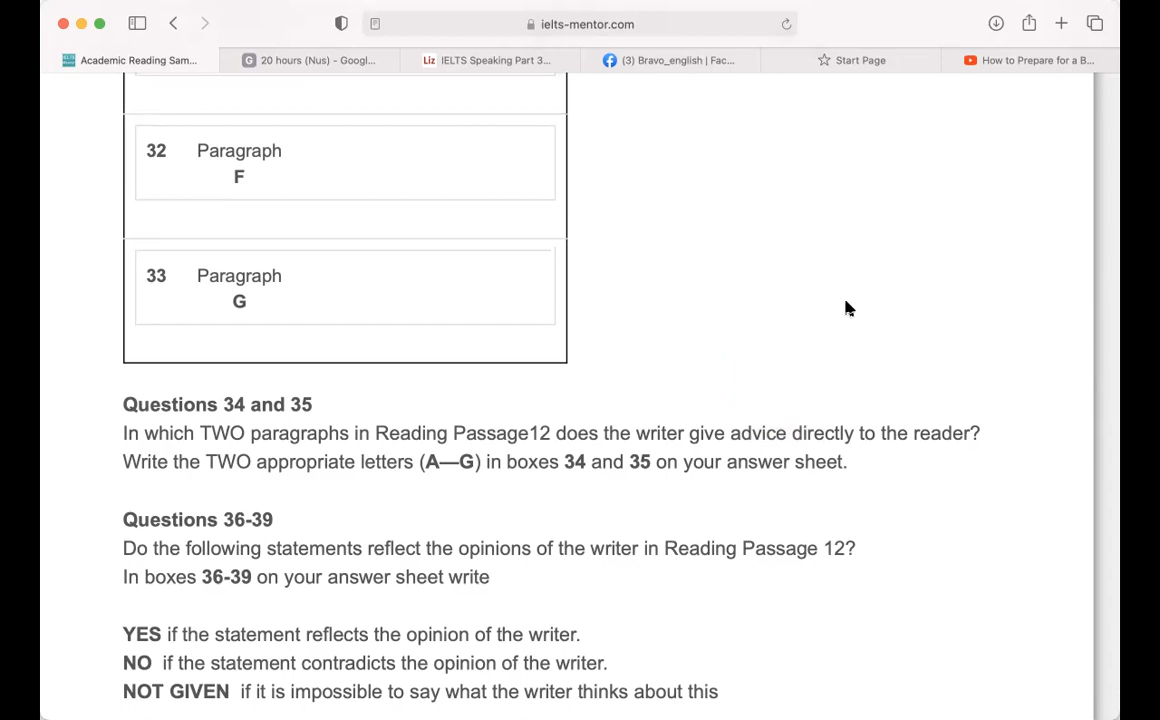 ielts-mentor.com
Academic Reading Sam...
G 20 hours (Nus) - Googl...
Liz IELTS Speaking Part 3...
(3) Bravo_english | Fac...
Start Page
How to Prepare for a B...
32 Paragraph
F
33 Paragraph
G
Questions 34 and 35
In which TWO paragraphs in Reading Passage12 does the writer give advice directly to the reader?
Write the TWO appropriate letters (A—G) in boxes 34 and 35 on your answer sheet.
Questions 36-39
Do the following statements reflect the opinions of the writer in Reading Passage 12?
In boxes 36-39 on your answer sheet write
YES if the statement reflects the opinion of the writer.
NO if the statement contradicts the opinion of the writer.
NOT GIVEN if it is impossible to say what the writer thinks about this